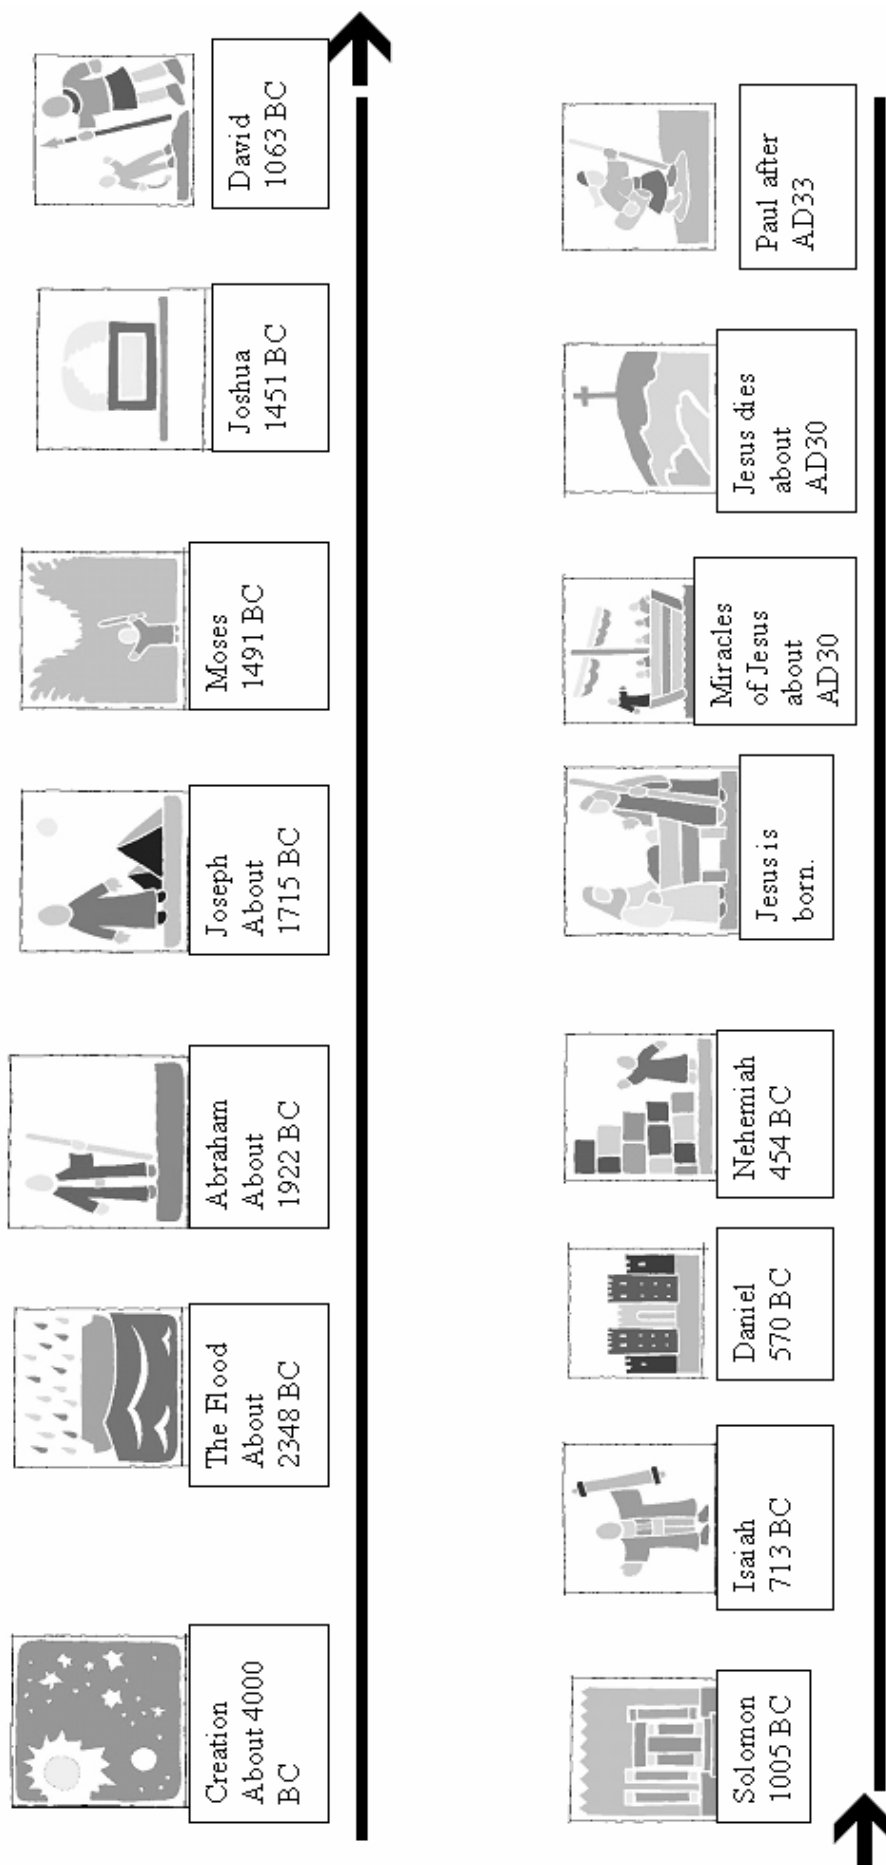 Creation
About 4000
BC
The Flood
About
2348 BC
Abraham
About
1922 BC
Joseph
About
1715 BC
Moses
1491 BC
Joshua
1451 BC
David
1063 BC
Solomon
1005 BC
Isaiah
713 BC
Daniel
570 BC
Nehemiah
454 BC
Jesus is
born.
Miracles
of Jesus
about
AD30
Jesus dies
about
AD30
Paul after
AD33